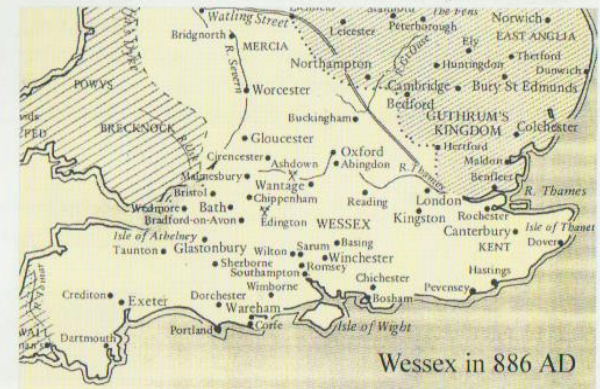 Watling Street
The Fens
Norwich
Bridgnorth
Leicester
Peterborough
EAST ANGLIA
MERCIA
Ely
R. Severn
Northampton
R.Gt.Ouse
Huntingdon
Thetford
Dunwich
POWYS
Worcester
Cambridge
Bury St Edmunds
Bedford
Buckingham
GUTHRUM'S
KINGDOM
Colchester
BRECKNOCK
Gloucester
Hertford
Cirencester
Oxford
Maldon
Ashdown
Abingdon
Malmesbury
R. Thames
Benfleet
Wantage
Bristol
Chippenham
Reading
London
R. Thames
Wedmore
Bath
Kingston
Rochester
Bradford-on-Avon
Edington
WESSEX
Canterbury
Isle of Thanet
Isle of Athelney
KENT
Dover
Taunton
Glastonbury
Wilton
Sarum
Basing
Winchester
Sherborne
Romsey
Southampton
Chichester
Hastings
Crediton
Wimborne
Pevensey
Exeter
Dorchester
Bosham
Wareham
Portland
Corfe
Isle of Wight
Dartmouth
Wessex in 886 AD